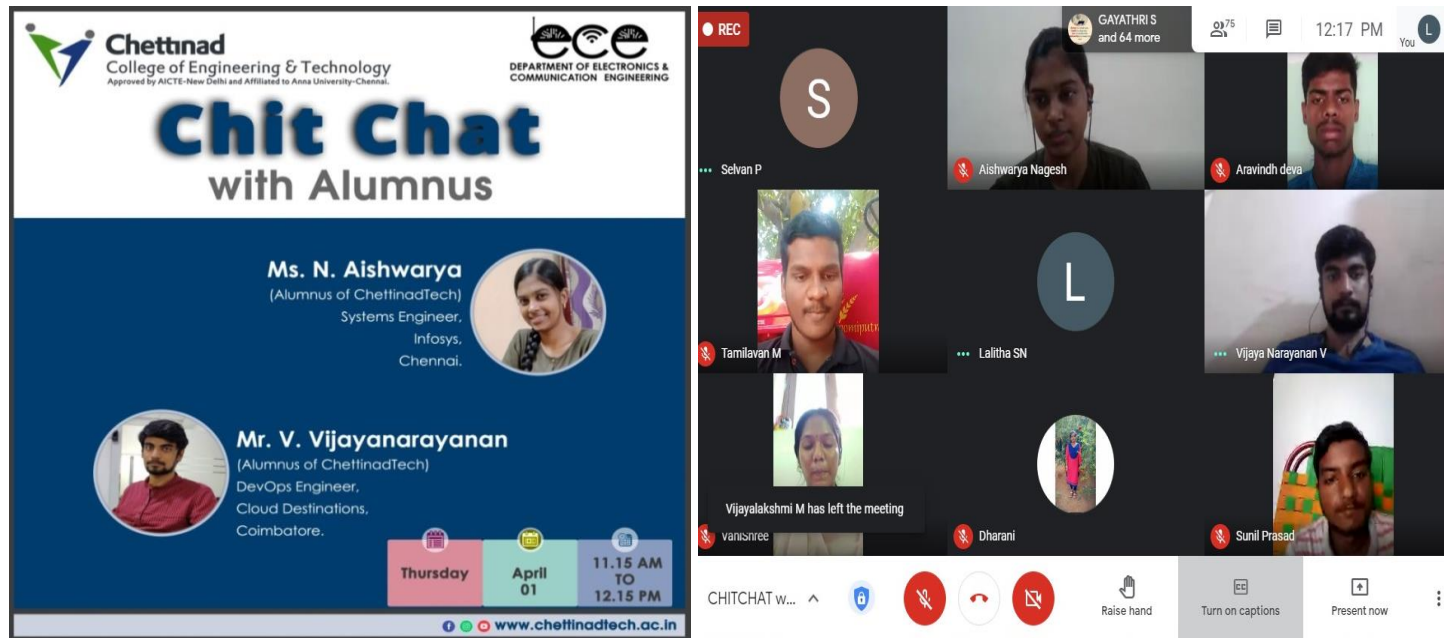 Chettinad
College of Engineering & Technology
Approved by AICTE-New Delhi and Affiliated to Anna University-Chennai.
ece
DEPARTMENT OF ELECTRONICS &
COMMUNICATION ENGINEERING
Chit Chat
with Alumnus
Ms. N. Aishwarya
(Alumnus of ChettinadTech)
Systems Engineer,
Infosys,
Chennai.
Mr. V. Vijayanarayanan
(Alumnus of ChettinadTech)
DevOps Engineer,
Cloud Destinations,
Coimbatore.
Thursday
April
01
11.15 AM
TO
12.15 PM
www.chettinadtech.ac.in
REC
GAYATHRI S
and 64 more
75
12:17 PM
You
L
S
Selvan P
Aishwarya Nagesh
Aravindh deva
Tamilavan M
L
Lalitha SN
Vijaya Narayanan V
Vijayalakshmi M has left the meeting
VaniShree
Dharani
Sunil Prasad
CHITCHAT w...
Raise hand
CC
Turn on captions
Present now